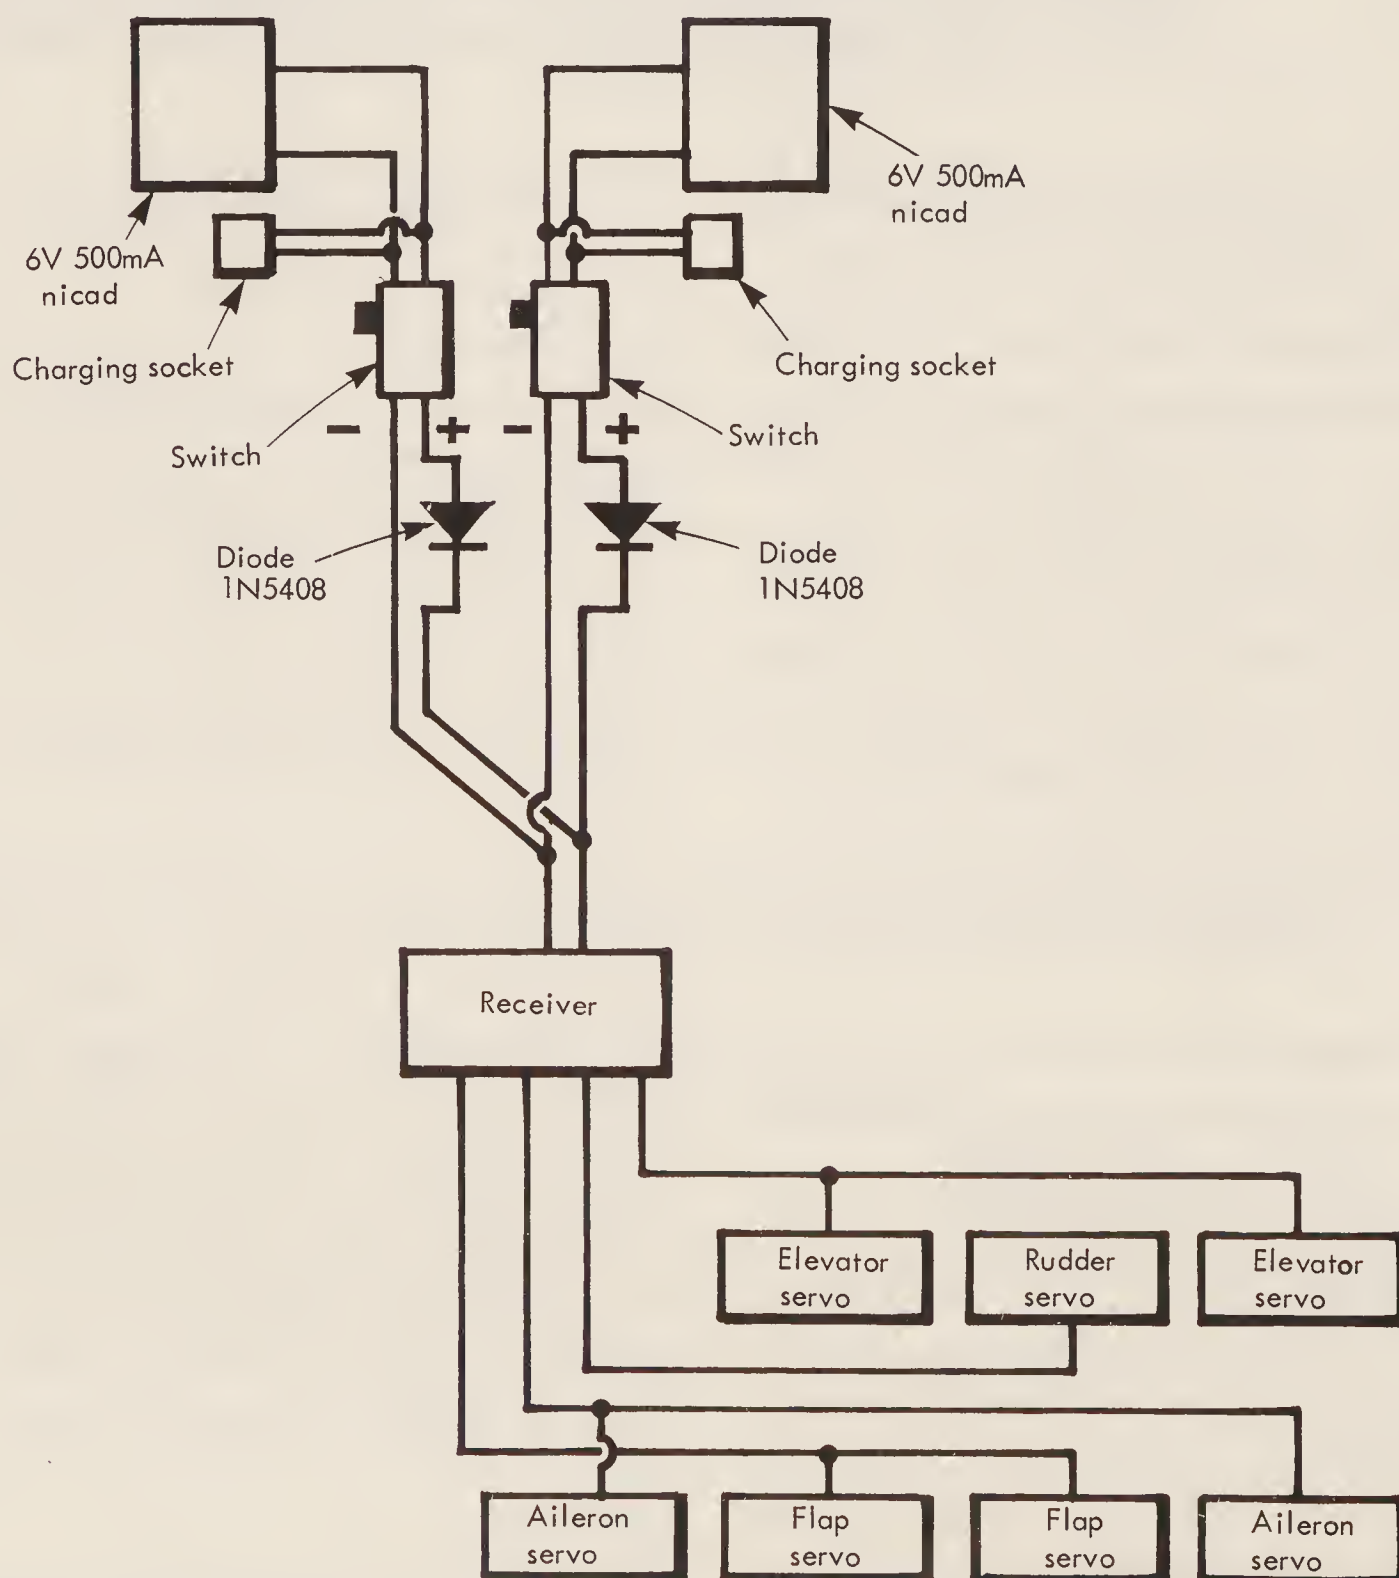 6V 500mA
nicad
6V 500mA
nicad
Charging socket
Charging socket
Switch
− + − +
Switch
Diode
1N5408
Diode
1N5408
Receiver
Elevator
servo
Rudder
servo
Elevator
servo
Aileron
servo
Flap
servo
Flap
servo
Aileron
servo